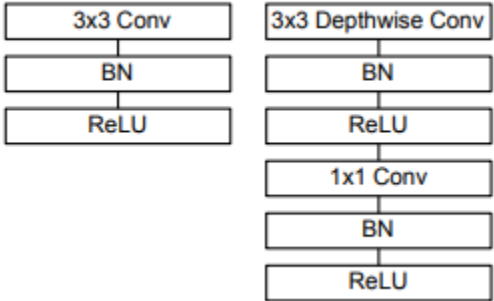 3x3 Conv
BN
ReLU
3x3 Depthwise Conv
BN
ReLU
1x1 Conv
BN
ReLU